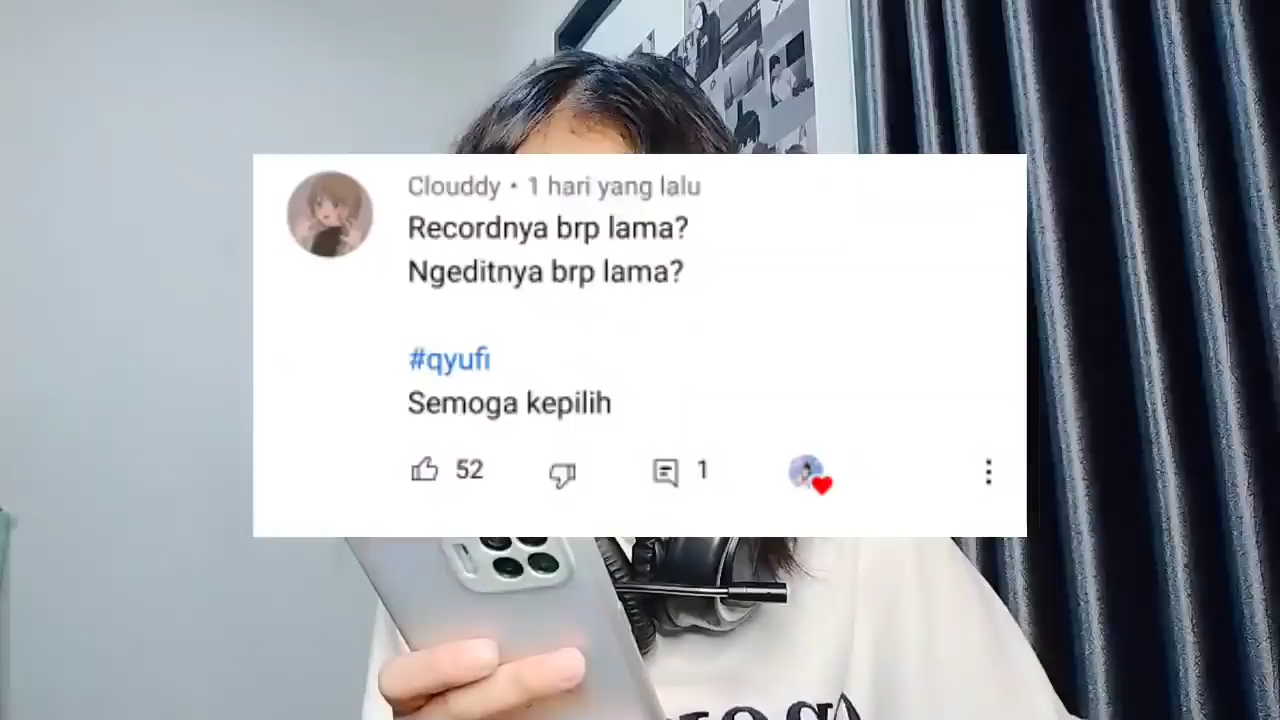 Clouddy • 1 hari yang lalu
Recordnya brp lama?
Ngeditnya brp lama?
#qyufi
Semoga kepilih
52
1